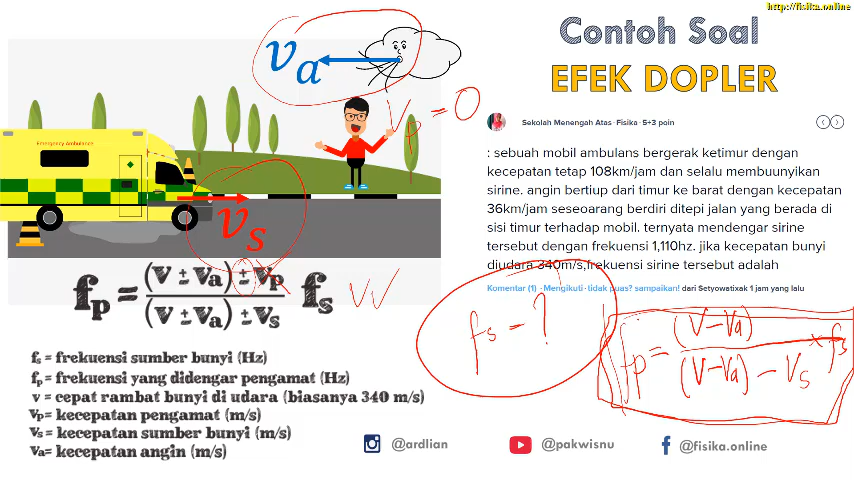 http://fisika.online
Contoh Soal
EFEK DOPLER
Sekolah Menengah Atas · Fisika · 5+3 poin
: sebuah mobil ambulans bergerak ketimur dengan
kecepatan tetap 108km/jam dan selalu membuunyikan
sirine. angin bertiup dari timur ke barat dengan kecepatan
36km/jam seseoarang berdiri ditepi jalan yang berada di
sisi timur terhadap mobil. ternyata mendengar sirine
tersebut dengan frekuensi 1,110hz. jika kecepatan bunyi
diudara 340m/s,frekuensi sirine tersebut adalah
Komentar (1) · Mengikuti · tidak puas? sampaikan! dari Setyowatixak 1 jam yang lalu
va
Vp = 0
Emergency Ambulance
vs
fp = (V ± Va) ± Vp / (V ± Va) ± Vs fs
VV
fs = ?
fp = (V - Va) / (V - Va) - Vs × fs
fs = frekuensi sumber bunyi (Hz)
fp = frekuensi yang didengar pengamat (Hz)
v = cepat rambat bunyi di udara (biasanya 340 m/s)
Vp = kecepatan pengamat (m/s)
Vs = kecepatan sumber bunyi (m/s)
Va= kecepatan angin (m/s)
@ardlian
@pakwisnu
@fisika.online